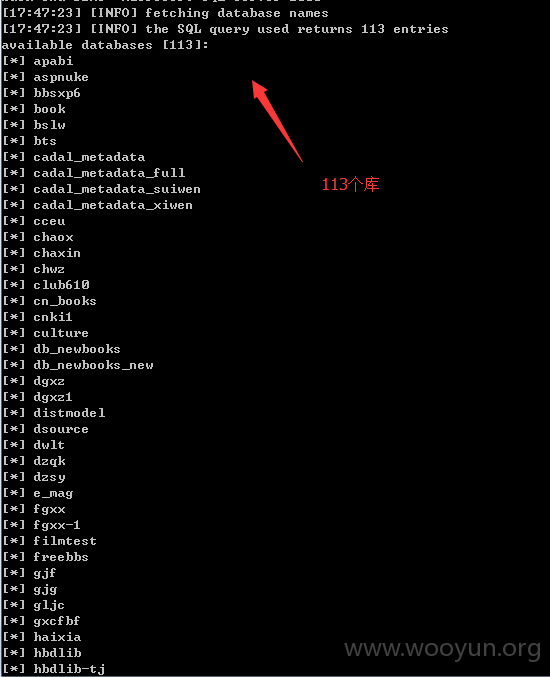 [17:47:23] [INFO] fetching database names
[17:47:23] [INFO] the SQL query used returns 113 entries
available databases [113]:
[*] apabi
[*] aspnuke
[*] bbsxp6
[*] book
[*] bslw
[*] bts
[*] cadal_metadata
[*] cadal_metadata_full
[*] cadal_metadata_suiwen
[*] cadal_metadata_xiwen
113个库
[*] cceu
[*] chaox
[*] chaxin
[*] chwz
[*] club610
[*] cn_books
[*] cnki1
[*] culture
[*] db_newbooks
[*] db_newbooks_new
[*] dgxz
[*] dgxz1
[*] distmodel
[*] dsource
[*] dwlt
[*] dzqk
[*] dzsy
[*] e_mag
[*] fgxx
[*] fgxx-1
[*] filmtest
[*] freebbs
[*] gjf
[*] gjg
[*] gljc
[*] gxcfbf
[*] haixia
[*] hbdlib
[*] hbdlib-tj
www.wooyun.org